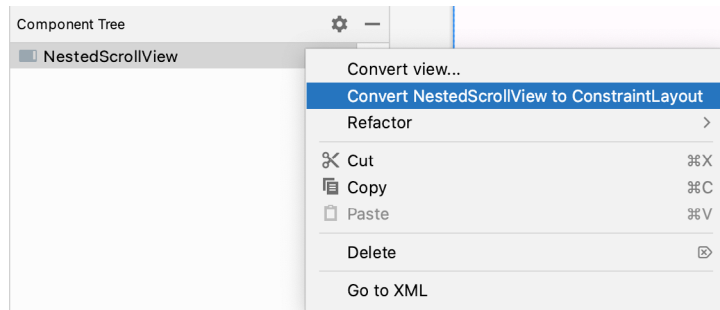 Component Tree
NestedScrollView
Convert view...
Convert NestedScrollView to ConstraintLayout
Refactor
Cut ⌘X
Copy ⌘C
Paste ⌘V
Delete
Go to XML